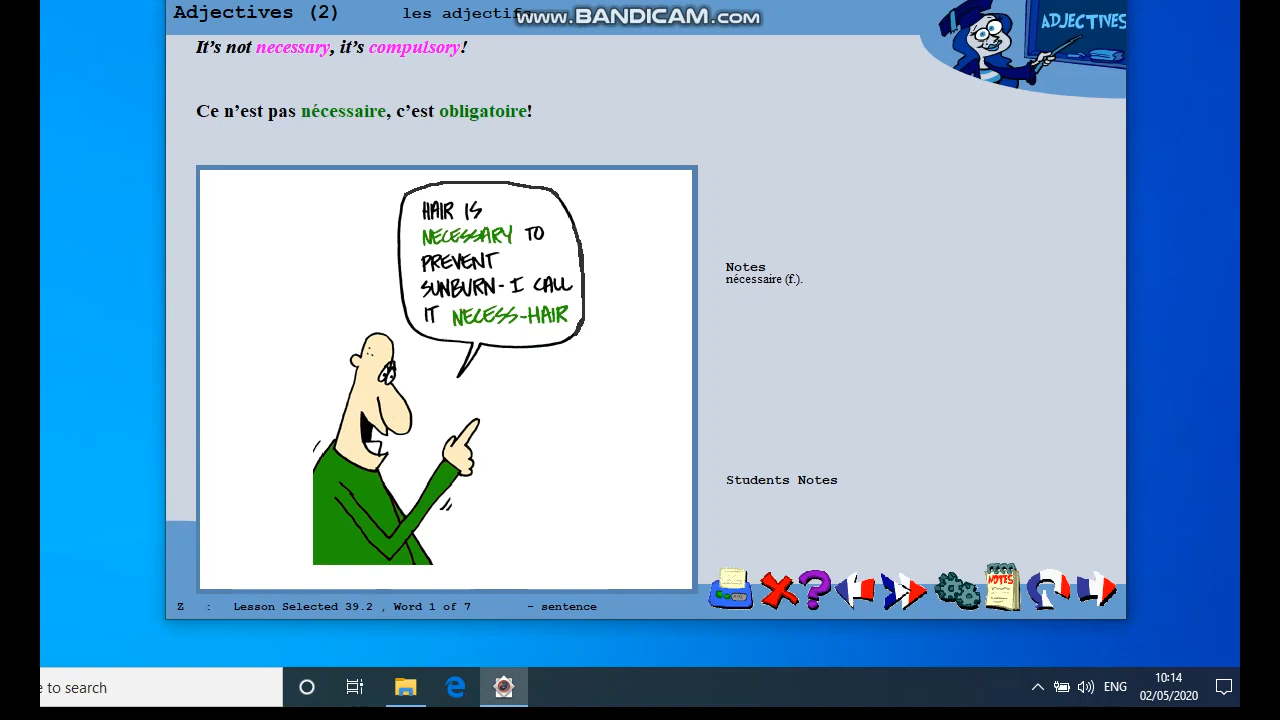 Adjectives (2) les adjectifs
www.BANDICAM.com
ADJECTIVES
It's not necessary, it's compulsory!
Ce n'est pas nécessaire, c'est obligatoire!
HAIR IS
NECESSARY TO
PREVENT
SUNBURN - I CALL
IT NECESS-HAIR
Notes
nécessaire (f.).
Students Notes
NOTES
Z : Lesson Selected 39.2 , Word 1 of 7 - sentence
e to search
ENG
10:14
02/05/2020